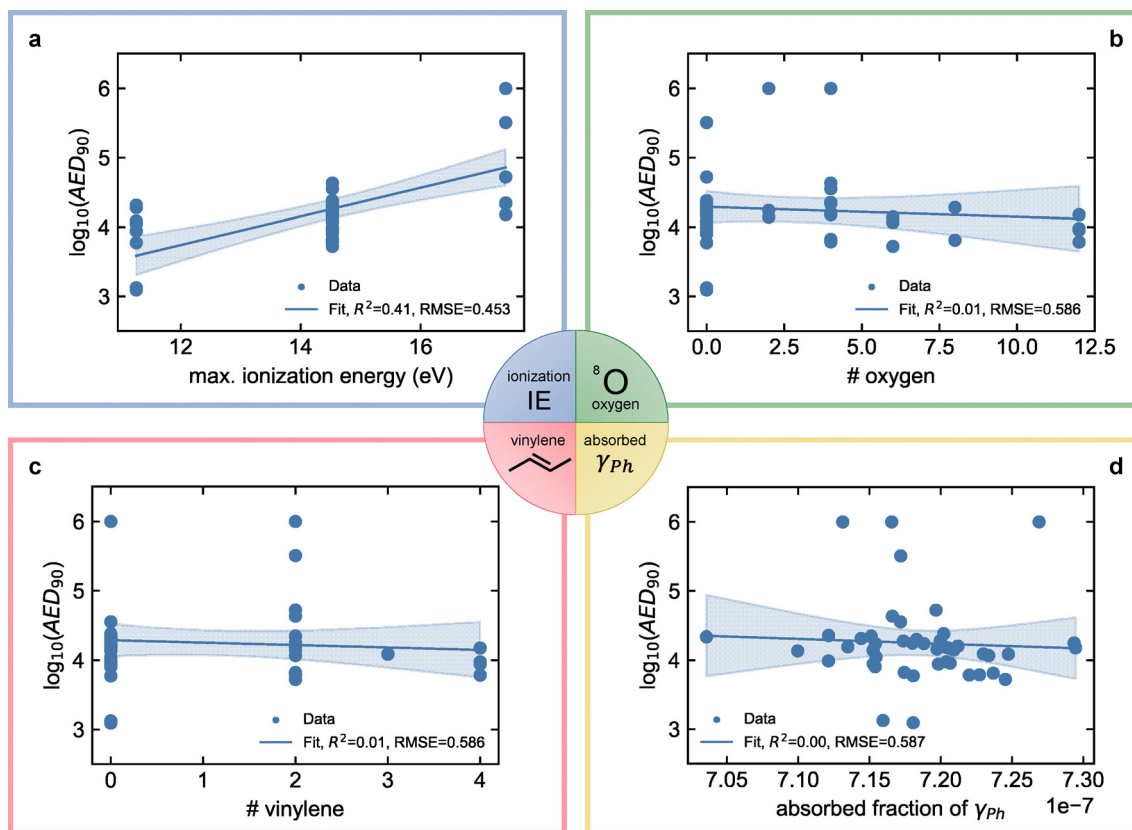 a
log₁₀(AED₉₀)
6
5
4
3
Data
Fit, R²=0.41, RMSE=0.453
12 14 16
max. ionization energy (eV)
b
log₁₀(AED₉₀)
6
5
4
3
Data
Fit, R²=0.01, RMSE=0.586
0.0 2.5 5.0 7.5 10.0 12.5
# oxygen
ionization
IE
⁸O
oxygen
vinylene
absorbed
γPh
c
log₁₀(AED₉₀)
6
5
4
3
Data
Fit, R²=0.01, RMSE=0.586
0 1 2 3 4
# vinylene
d
log₁₀(AED₉₀)
6
5
4
3
Data
Fit, R²=0.00, RMSE=0.587
7.05 7.10 7.15 7.20 7.25 7.30
absorbed fraction of γPh 1e−7